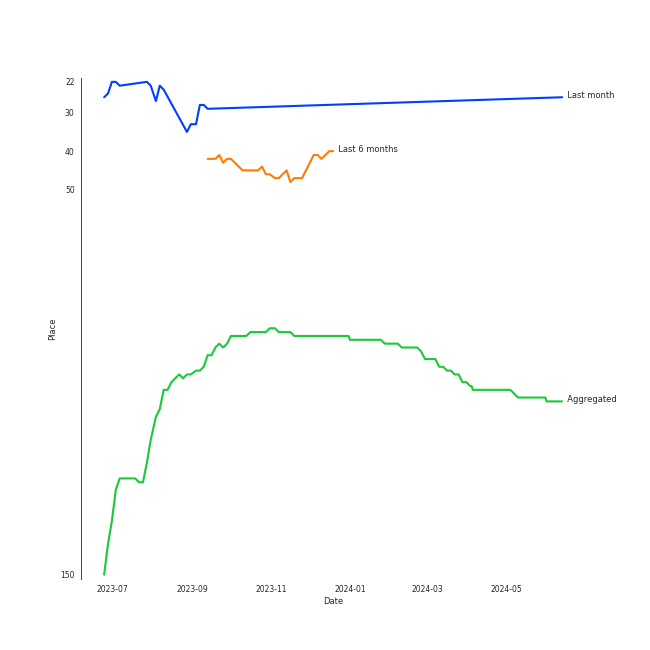 22
Last month
30
40
Last 6 months
50
Place
Aggregated
150
2023-07
2023-09
2023-11
2024-01
2024-03
2024-05
Date